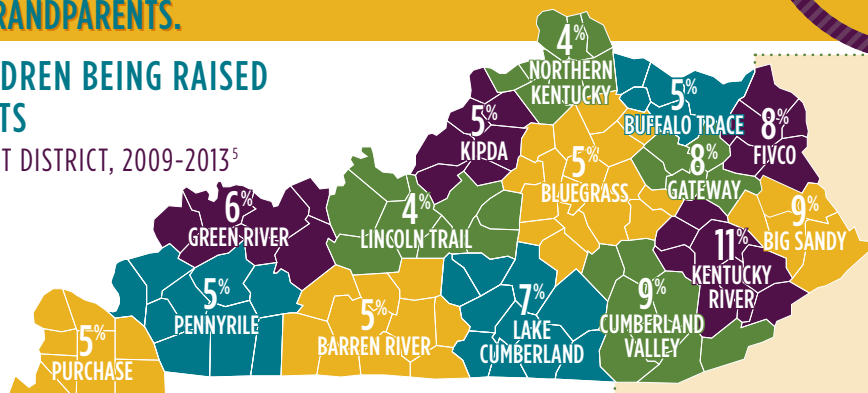 RANDPARENTS.
DREN BEING RAISED
TS
T DISTRICT, 2009-2013⁵
4%
NORTHERN
KENTUCKY
5%
BUFFALO TRACE
8%
FIVCO
5%
KIPDA
5%
BLUEGRASS
8%
GATEWAY
6%
GREEN RIVER
4%
LINCOLN TRAIL
9%
BIG SANDY
11%
KENTUCKY
RIVER
5%
PENNYRILE
5%
BARREN RIVER
7%
LAKE
CUMBERLAND
9%
CUMBERLAND
VALLEY
5%
PURCHASE